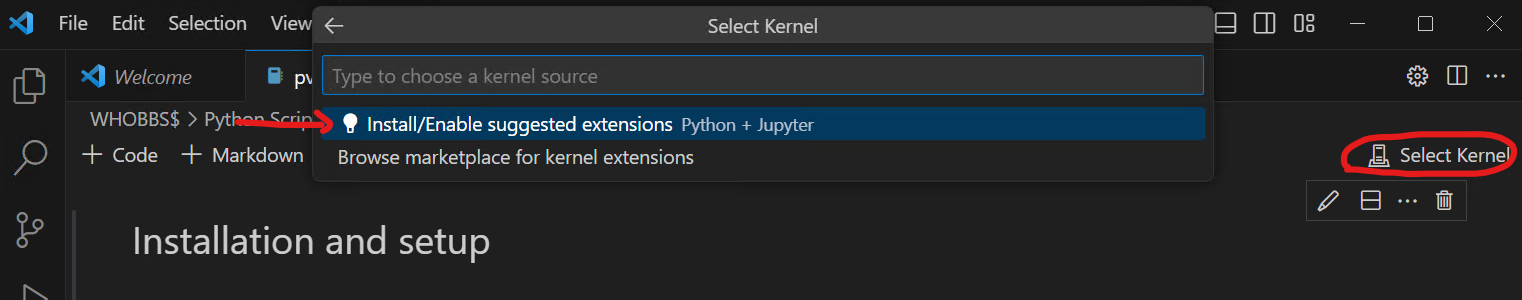 File Edit Selection View
Select Kernel
Type to choose a kernel source
Welcome
pv
WHOBBS$ > Python Scrip
Install/Enable suggested extensions Python + Jupyter
+ Code + Markdown
Browse marketplace for kernel extensions
Select Kernel
Installation and setup